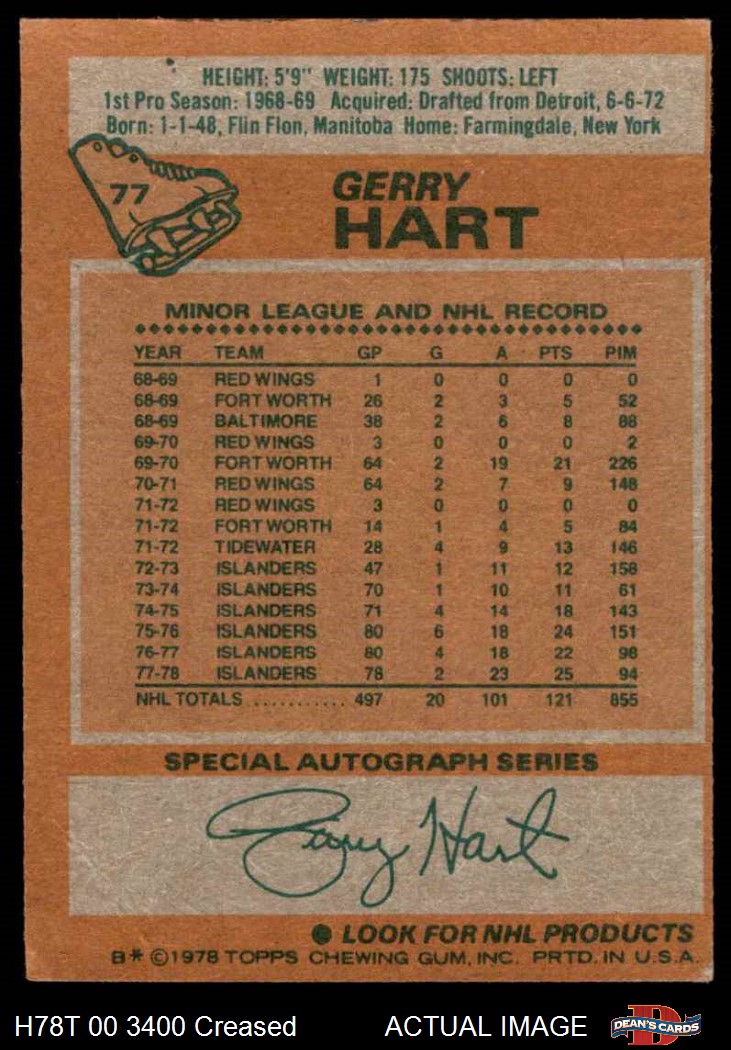 HEIGHT: 5'9" WEIGHT: 175 SHOOTS: LEFT
1st Pro Season: 1968-69 Acquired: Drafted from Detroit, 6-6-72
Born: 1-1-48, Flin Flon, Manitoba Home: Farmingdale, New York
77
GERRY
HART
MINOR LEAGUE AND NHL RECORD
YEAR TEAM GP G A PTS PIM
68-69 RED WINGS 1 0 0 0 0
68-69 FORT WORTH 26 2 3 5 52
68-69 BALTIMORE 38 2 6 8 88
69-70 RED WINGS 3 0 0 0 2
69-70 FORT WORTH 64 2 19 21 226
70-71 RED WINGS 64 2 7 9 148
71-72 RED WINGS 3 0 0 0 0
71-72 FORT WORTH 14 1 4 5 84
71-72 TIDEWATER 28 4 9 13 146
72-73 ISLANDERS 47 1 11 12 158
73-74 ISLANDERS 70 1 10 11 61
74-75 ISLANDERS 71 4 14 18 143
75-76 ISLANDERS 80 6 18 24 151
76-77 ISLANDERS 80 4 18 22 98
77-78 ISLANDERS 78 2 23 25 94
NHL TOTALS ........... 497 20 101 121 855
SPECIAL AUTOGRAPH SERIES
Gerry Hart
● LOOK FOR NHL PRODUCTS
B* ©1978 TOPPS CHEWING GUM, INC. PRTD. IN U.S.A.
H78T 00 3400 Creased ACTUAL IMAGE DEAN'S CARDS